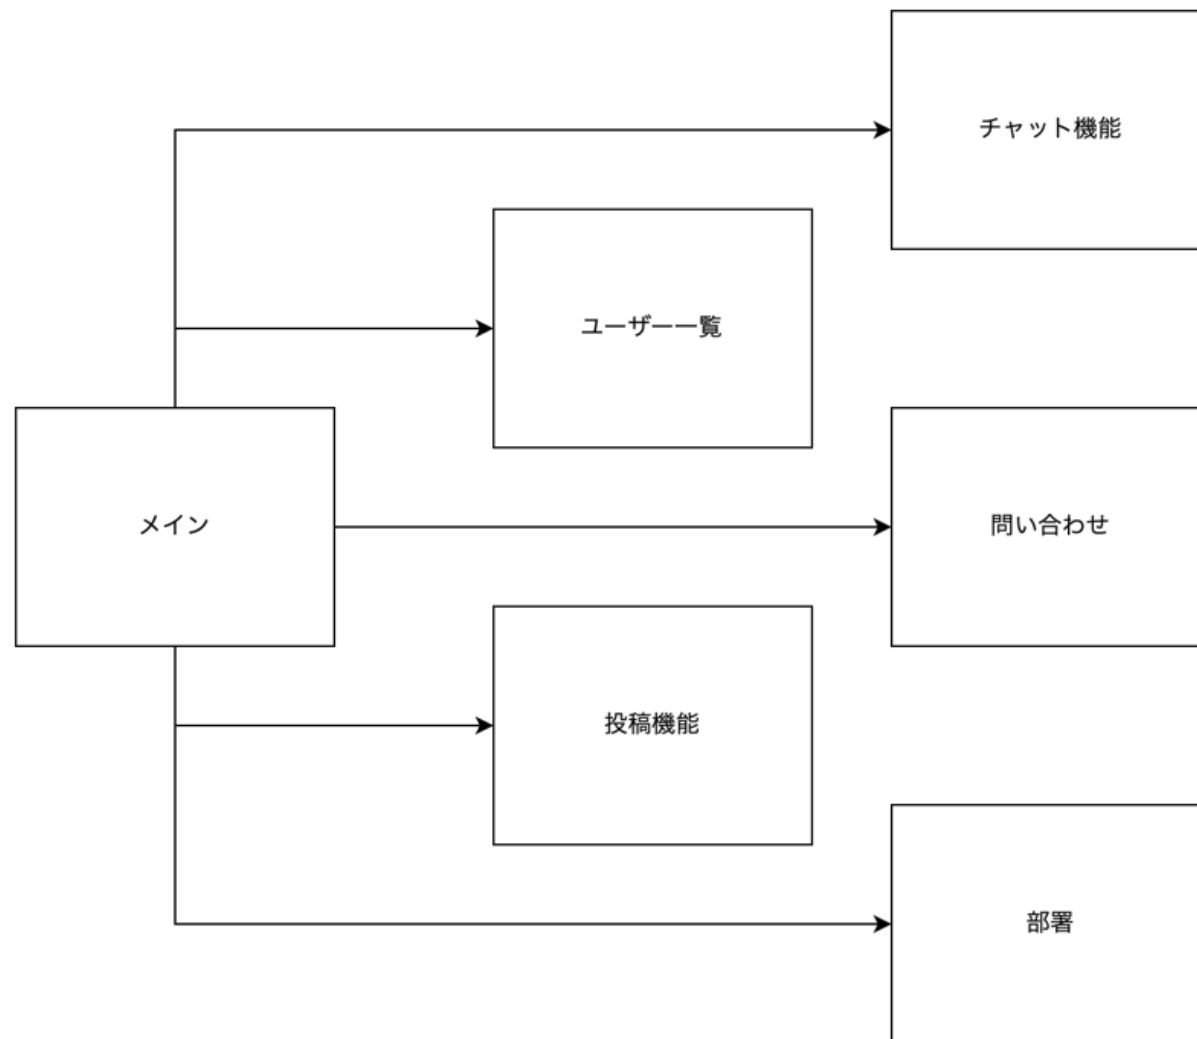 チャット機能
ユーザー一覧
メイン
問い合わせ
投稿機能
部署